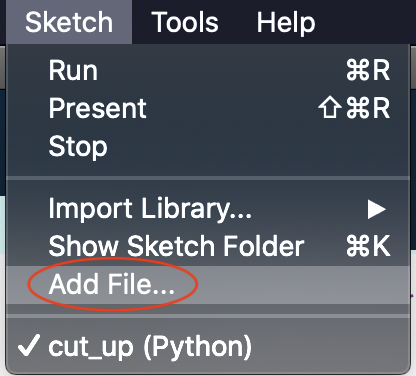 Sketch Tools Help
Run ⌘R
Present ⇧⌘R
Stop
Import Library... ▶
Show Sketch Folder ⌘K
Add File...
✓ cut_up (Python)